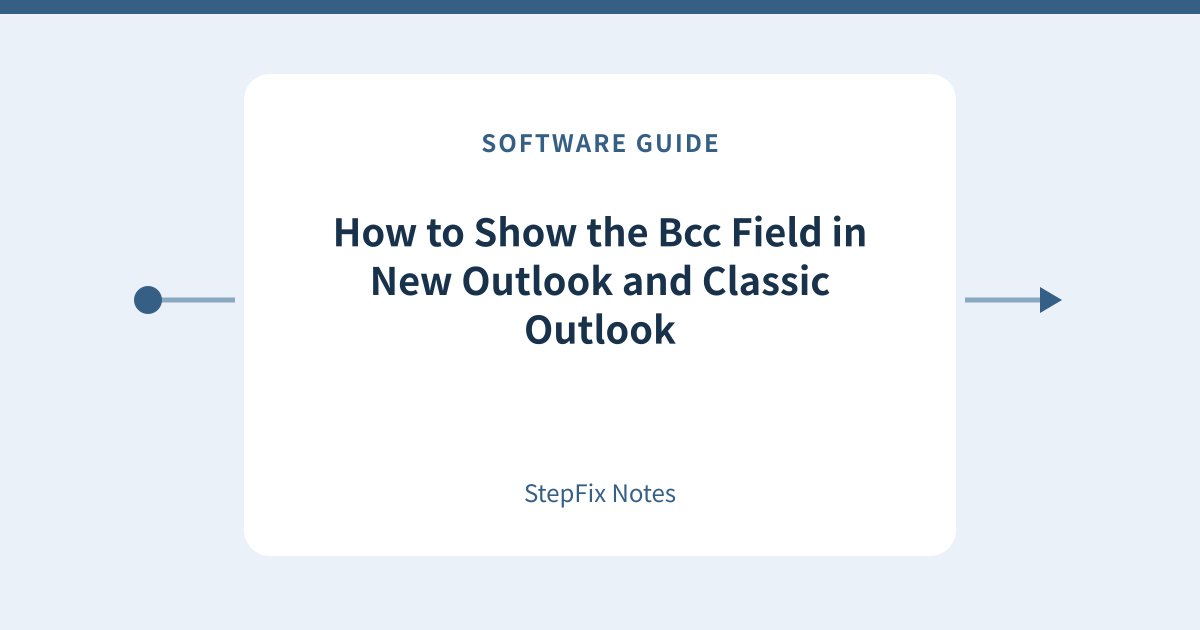 SOFTWARE GUIDE
How to Show the Bcc Field in
New Outlook and Classic
Outlook
StepFix Notes